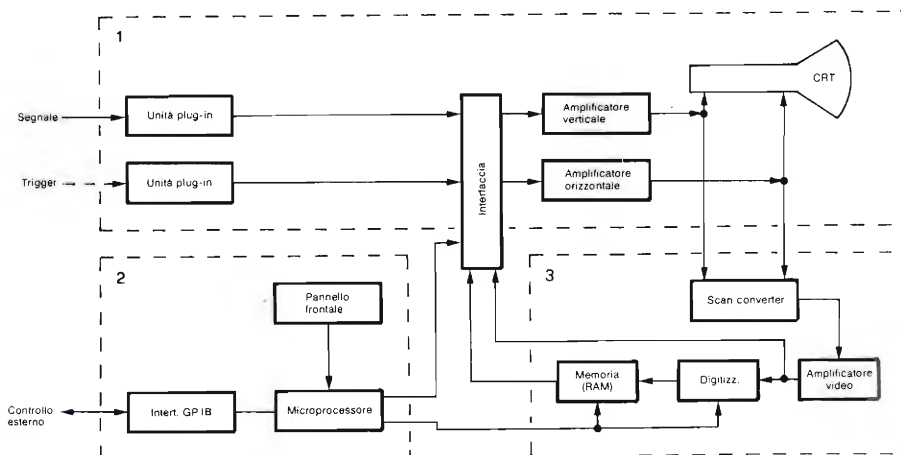 1
CRT
Segnale
Unità plug-in
Amplificatore
verticale
Trigger
Unità plug-in
Interfaccia
Amplificatore
orizzontale
2
3
Pannello
frontale
Scan converter
Memoria
(RAM)
Digitizz.
Amplificatore
video
Controllo
esterno
Interf. GPIB
Microprocessore